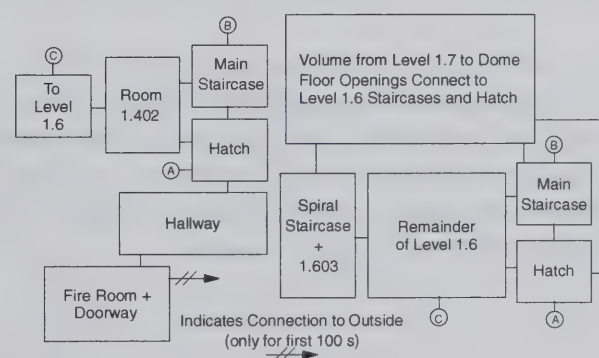 B
C
Main
Staircase
To
Level
1.6
Room
1.402
Hatch
A
Hallway
Fire Room +
Doorway
Volume from Level 1.7 to Dome
Floor Openings Connect to
Level 1.6 Staircases and Hatch
B
Main
Staircase
Spiral
Staircase
+
1.603
Remainder
of Level 1.6
Hatch
C
A
Indicates Connection to Outside
(only for first 100 s)